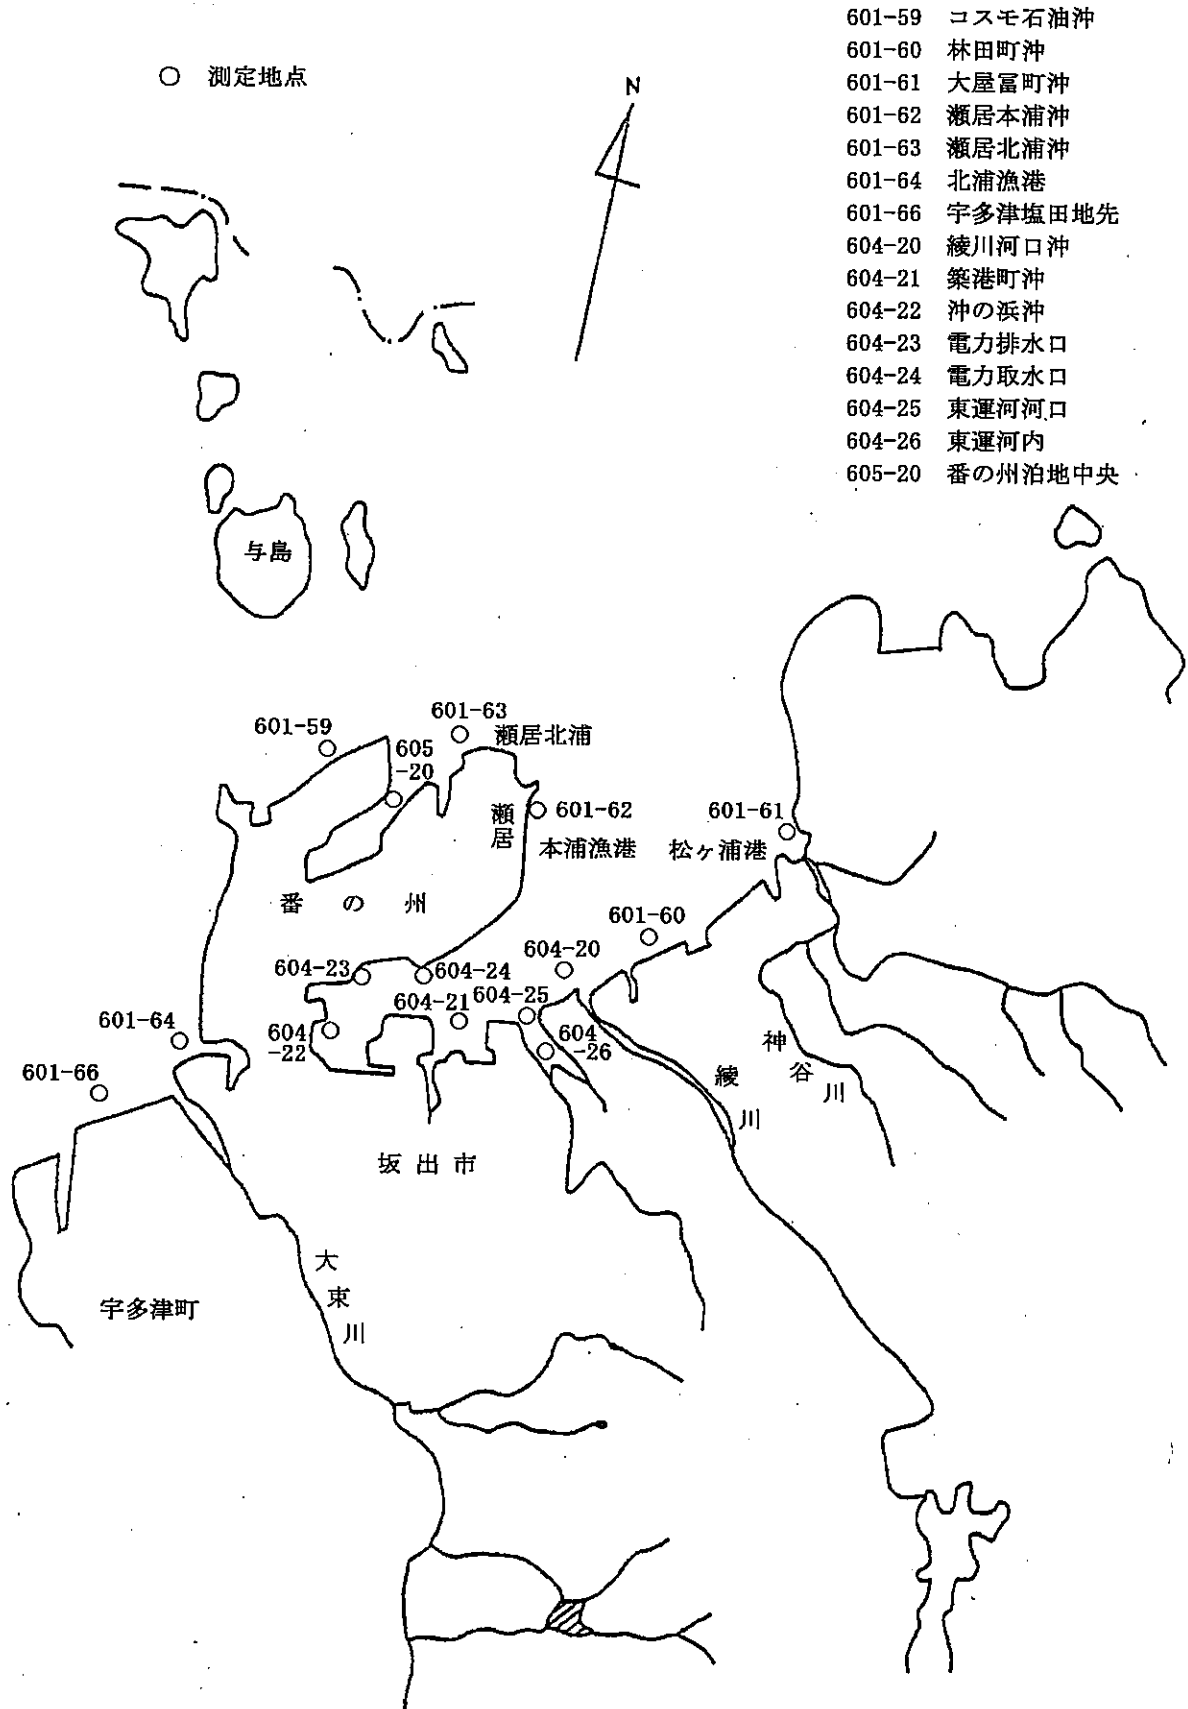 601-59 コスモ石油沖
601-60 林田町沖
601-61 大屋冨町沖
601-62 瀬居本浦沖
601-63 瀬居北浦沖
601-64 北浦漁港
601-66 宇多津塩田地先
604-20 綾川河口沖
604-21 築港町沖
604-22 沖の浜沖
604-23 電力排水口
604-24 電力取水口
604-25 東運河河口
604-26 東運河内
605-20 番の州泊地中央
○ 測定地点
N
与島
601-59
601-63
瀬居北浦
605
-20
瀬居
601-62
本浦漁港
601-61
松ヶ浦港
番の州
601-60
604-20
604-23
604-24
604-21
604-25
604
-22
604
-26
601-64
601-66
神谷川
綾川
坂出市
大東川
宇多津町